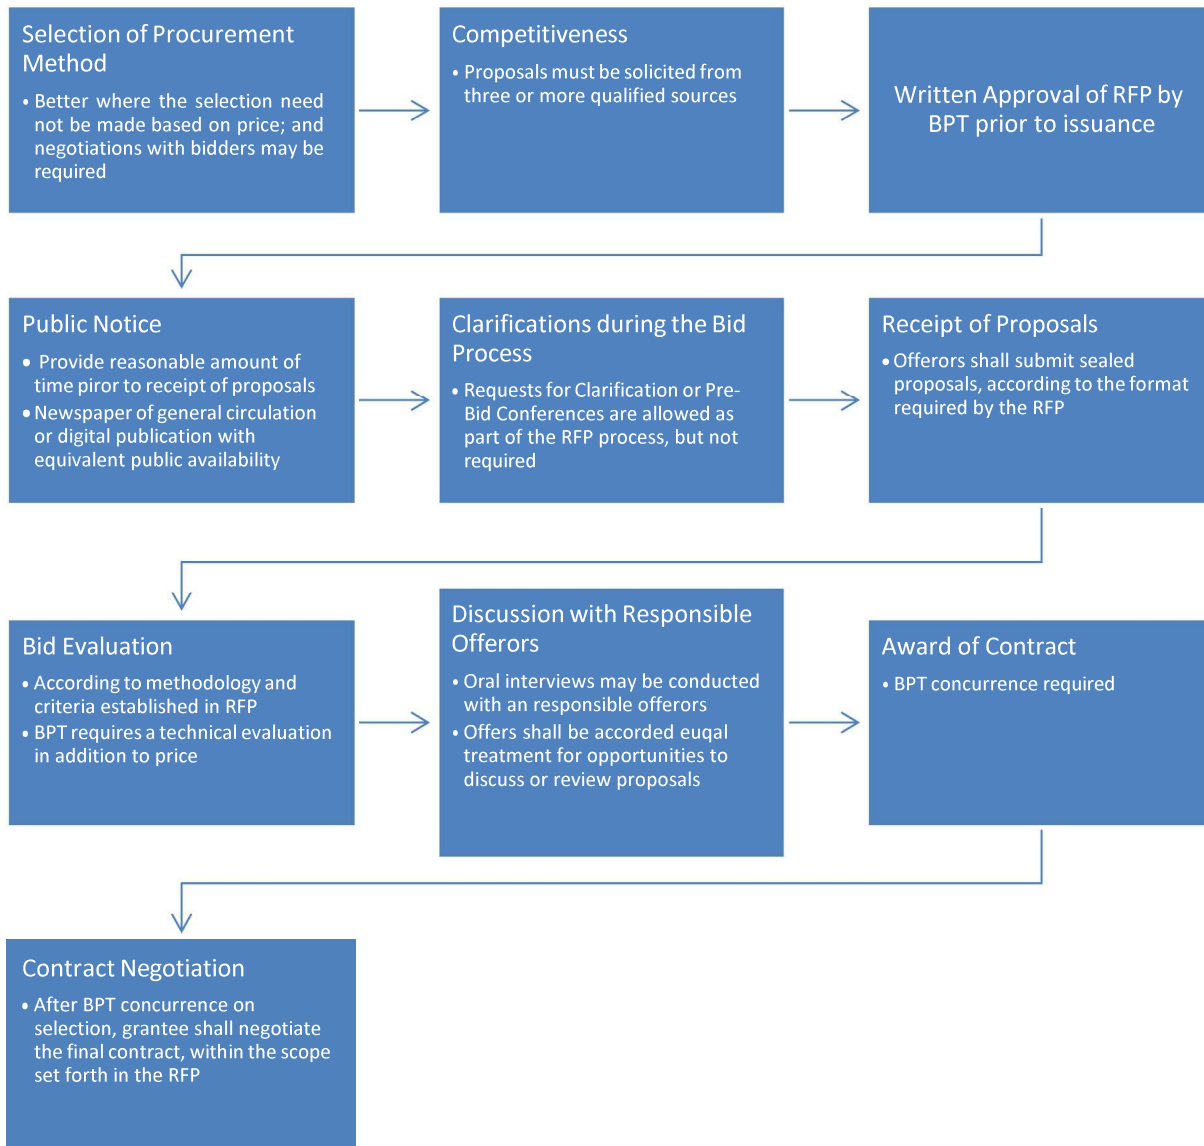 Selection of Procurement
Method
• Better where the selection need
not be made based on price; and
negotiations with bidders may be
required
Competitiveness
• Proposals must be solicited from
three or more qualified sources
Written Approval of RFP by
BPT prior to issuance
Public Notice
• Provide reasonable amount of
time piror to receipt of proposals
• Newspaper of general circulation
or digital publication with
equivalent public availability
Clarifications during the Bid
Process
• Requests for Clarification or Pre-
Bid Conferences are allowed as
part of the RFP process, but not
required
Receipt of Proposals
• Offerors shall submit sealed
proposals, according to the format
required by the RFP
Bid Evaluation
• According to methodology and
criteria established in RFP
• BPT requires a technical evaluation
in addition to price
Discussion with Responsible
Offerors
• Oral interviews may be conducted
with an responsible offerors
• Offers shall be accorded euqal
treatment for opportunities to
discuss or review proposals
Award of Contract
• BPT concurrence required
Contract Negotiation
• After BPT concurrence on
selection, grantee shall negotiate
the final contract, within the scope
set forth in the RFP